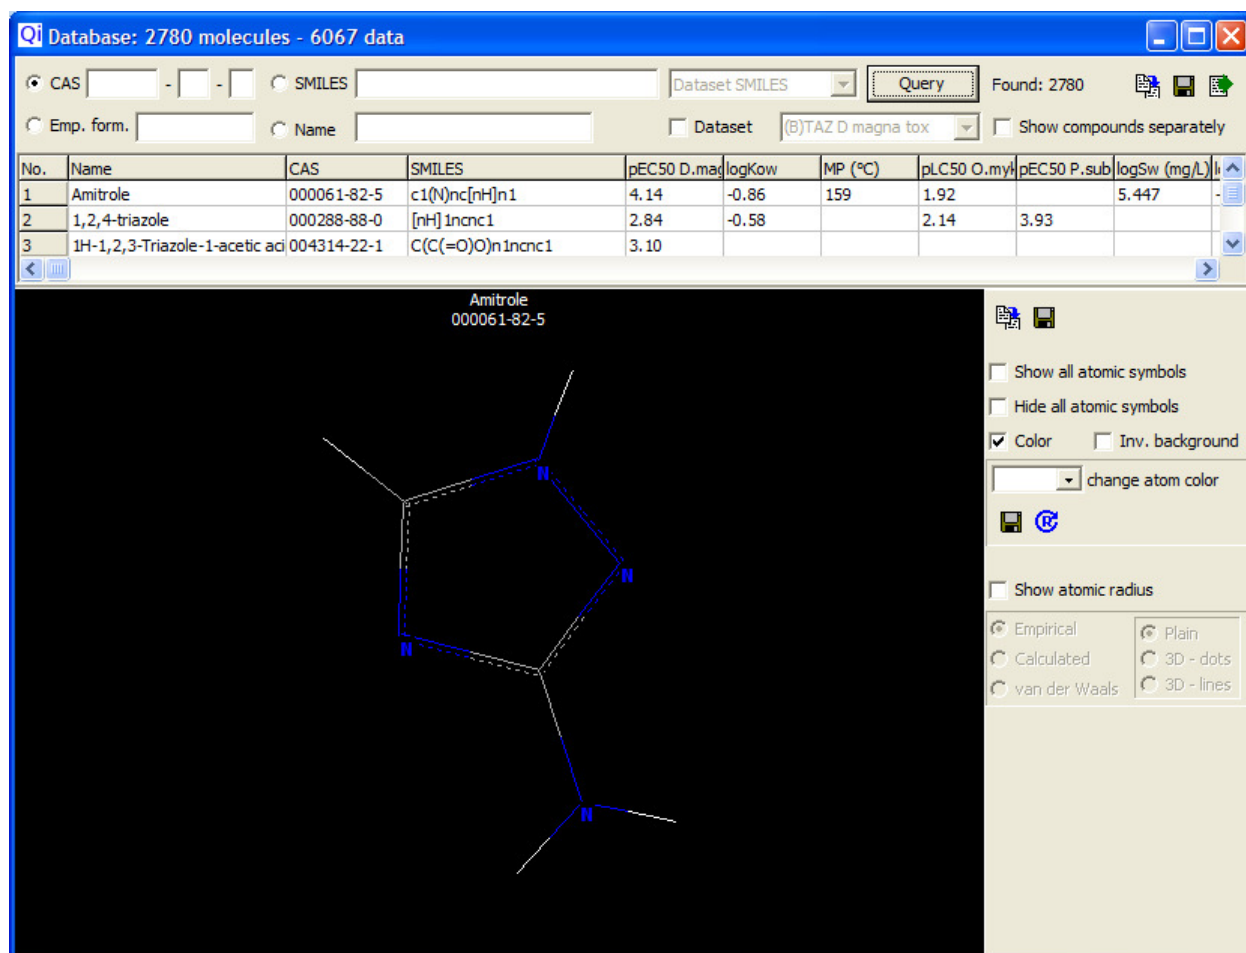 Qi Database: 2780 molecules - 6067 data
CAS - - SMILES Dataset SMILES Query Found: 2780
Emp. form. Name Dataset (B)TAZ D magna tox Show compounds separately
No. Name CAS SMILES pEC50 D.mag logKow MP (ºC) pLC50 O.myk pEC50 P.sub logSw (mg/L)
1 Amitrole 000061-82-5 c1(N)nc[nH]n1 4.14 -0.86 159 1.92 5.447 -
2 1,2,4-triazole 000288-88-0 [nH]1ncnc1 2.84 -0.58 2.14 3.93
3 1H-1,2,3-Triazole-1-acetic aci 004314-22-1 C(C(=O)O)n1ncnc1 3.10
Amitrole
000061-82-5
Show all atomic symbols
Hide all atomic symbols
Color Inv. background
N
change atom color
R
N
Show atomic radius
Empirical Plain
N
Calculated 3D - dots
van der Waals 3D - lines
N